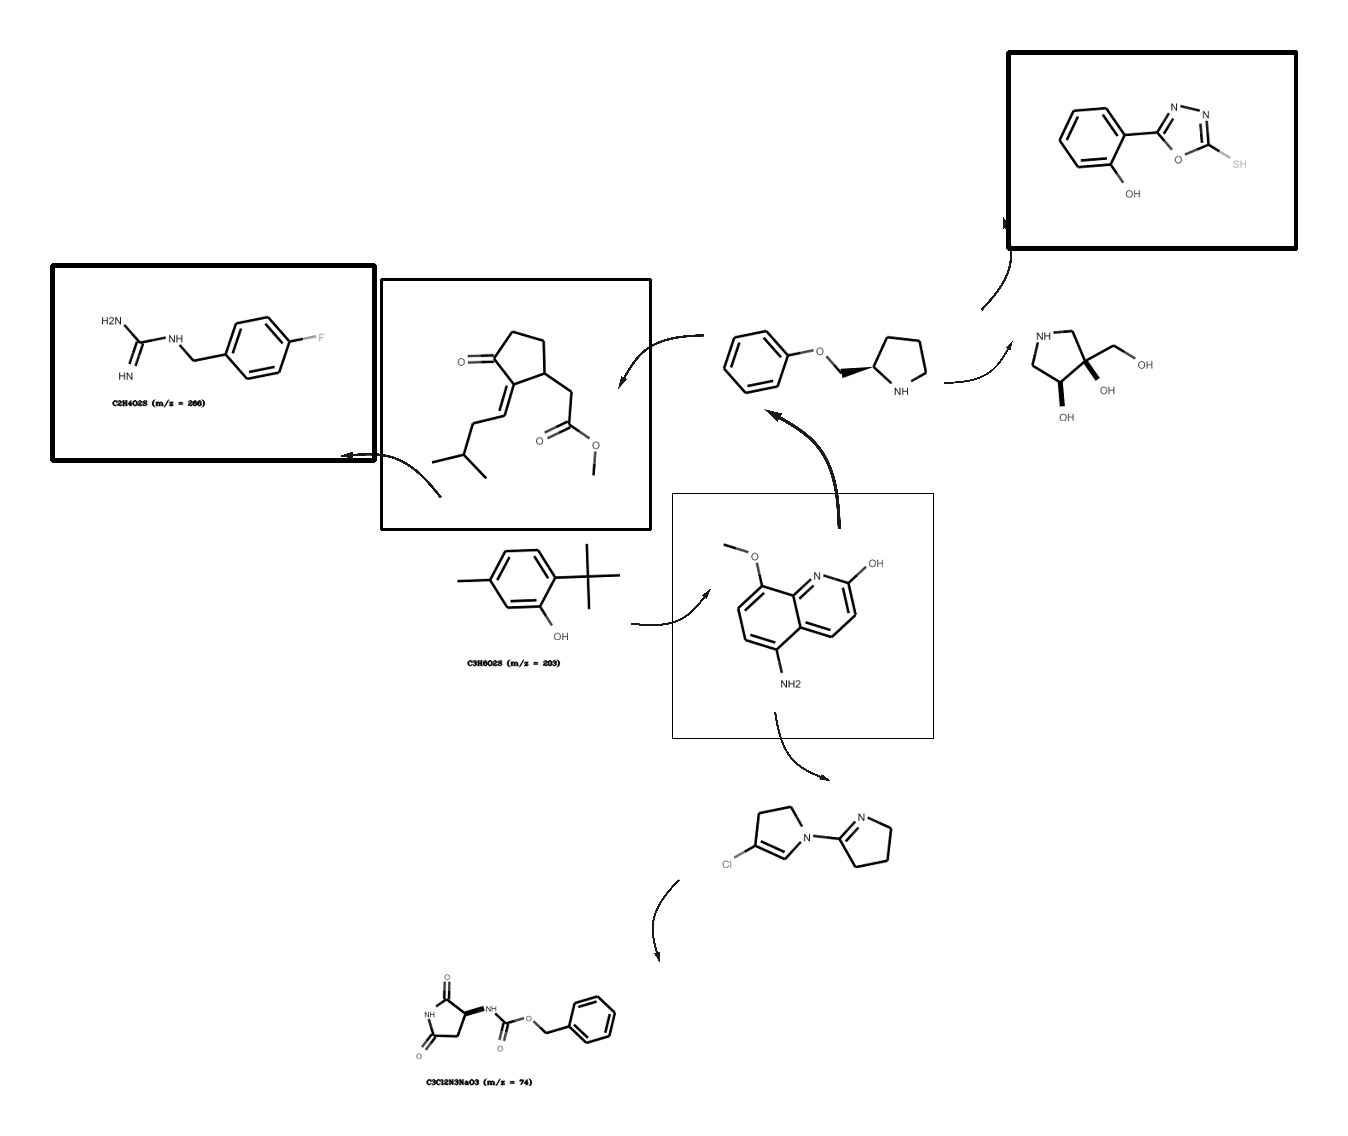 N
N
O
SH
OH
H2N
NH
HN
F
C2H4O2S (m/z = 266)
O
O
O
O
NH
NH
OH
OH
OH
OH
C3H6O2S (m/z = 203)
O
N
OH
NH2
N
N
Cl
O
NH
NH
O
O
O
C3Cl2N3NaO3 (m/z = 74)